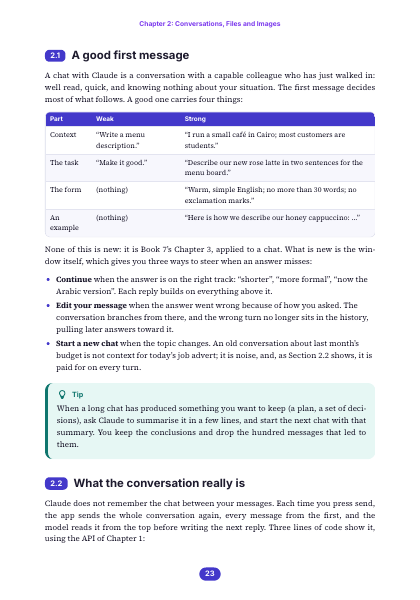 Chapter 2: Conversations, Files and Images
2.1 A good first message
A chat with Claude is a conversation with a capable colleague who has just walked in:
well read, quick, and knowing nothing about your situation. The first message decides
most of what follows. A good one carries four things:
Part Weak Strong
Context “Write a menu “I run a small café in Cairo; most customers are
description.” students.”
The task “Make it good.” “Describe our new rose latte in two sentences for the
menu board.”
The form (nothing) “Warm, simple English; no more than 30 words; no
exclamation marks.”
An (nothing) “Here is how we describe our honey cappuccino: …”
example
None of this is new: it is Book 7’s Chapter 3, applied to a chat. What is new is the win-
dow itself, which gives you three ways to steer when an answer misses:
• Continue when the answer is on the right track: “shorter”, “more formal”, “now the
Arabic version”. Each reply builds on everything above it.
• Edit your message when the answer went wrong because of how you asked. The
conversation branches from there, and the wrong turn no longer sits in the history,
pulling later answers toward it.
• Start a new chat when the topic changes. An old conversation about last month’s
budget is not context for today’s job advert; it is noise, and, as Section 2.2 shows, it is
paid for on every turn.
Tip
When a long chat has produced something you want to keep (a plan, a set of deci-
sions), ask Claude to summarise it in a few lines, and start the next chat with that
summary. You keep the conclusions and drop the hundred messages that led to
them.
2.2 What the conversation really is
Claude does not remember the chat between your messages. Each time you press send,
the app sends the whole conversation again, every message from the first, and the
model reads it from the top before writing the next reply. Three lines of code show it,
using the API of Chapter 1:
23